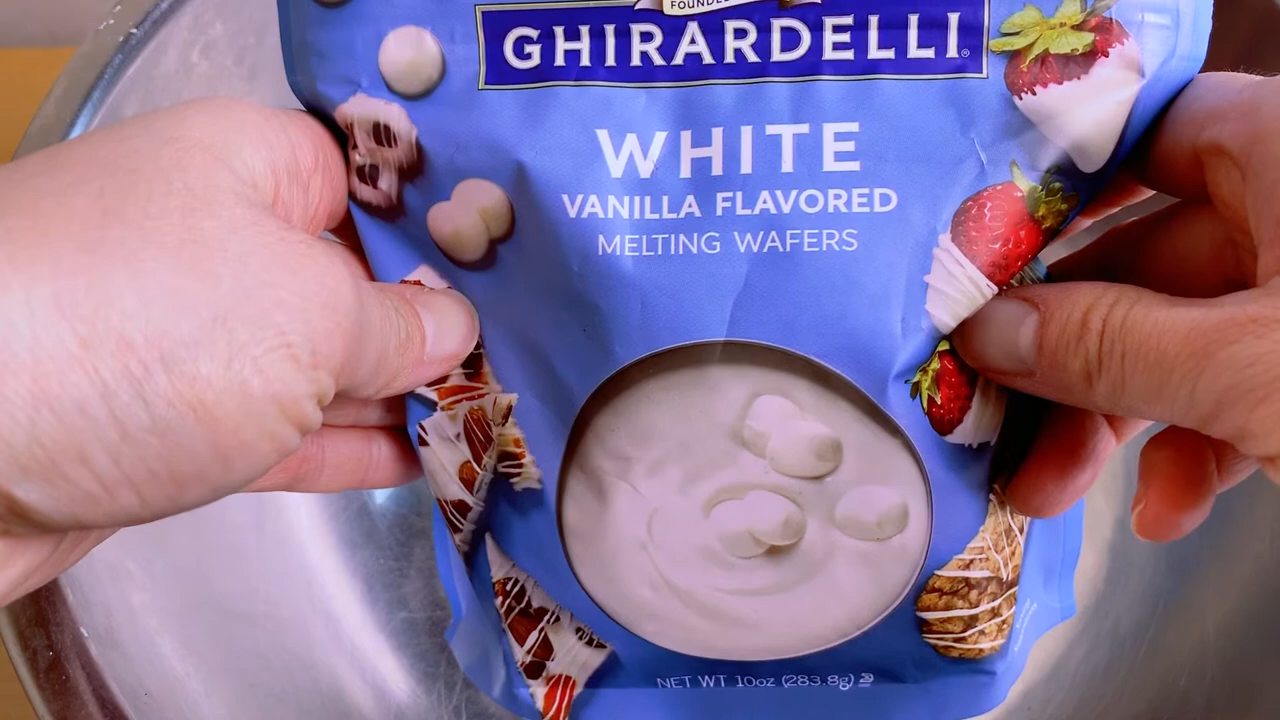 GHIRARDELLI®
WHITE
VANILLA FLAVORED
MELTING WAFERS
NET WT 10oz (283.8g)